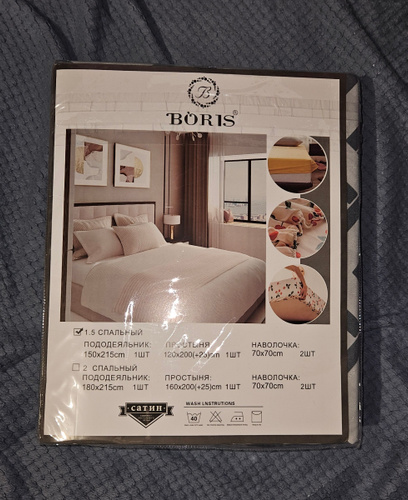 B
BORIS®
☑ 1.5 СПАЛЬНЫЙ
ПОДОДЕЯЛЬНИК: ПРОСТЫНЯ: НАВОЛОЧКА:
150x215cm 1ШТ 120x200(+25)cm 1ШТ 70x70cm 2ШТ
☐ 2 СПАЛЬНЫЙ
ПОДОДЕЯЛЬНИК: ПРОСТЫНЯ: НАВОЛОЧКА:
180x215cm 1ШТ 160x200(+25)cm 1ШТ 70x70cm 2ШТ
сатин
WASH LNSTRUTIONS
40